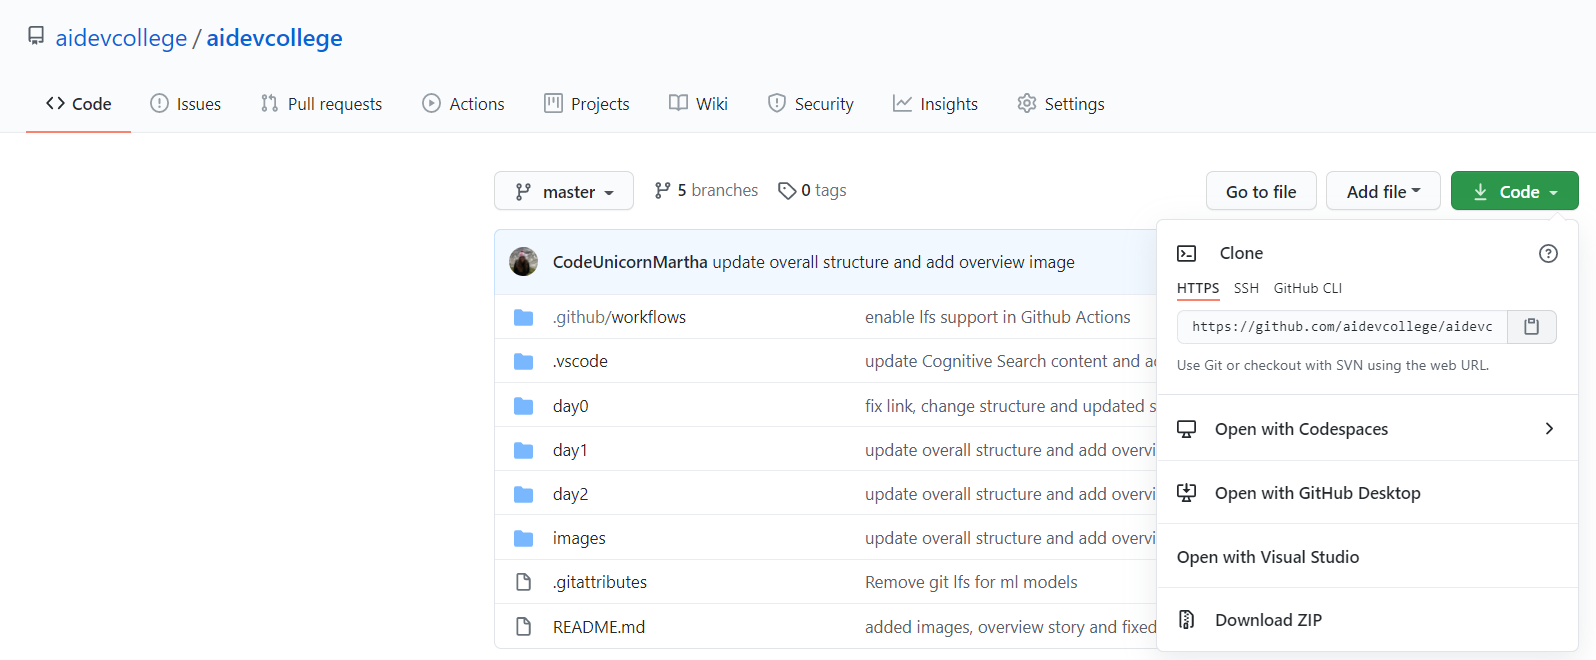 aidevcollege / aidevcollege
Code Issues Pull requests Actions Projects Wiki Security Insights Settings
master 5 branches 0 tags Go to file Add file Code
CodeUnicornMartha update overall structure and add overview image
.github/workflows enable lfs support in Github Actions
.vscode update Cognitive Search content and ac
day0 fix link, change structure and updated s
day1 update overall structure and add overvi
day2 update overall structure and add overvi
images update overall structure and add overvi
.gitattributes Remove git lfs for ml models
README.md added images, overview story and fixed
Clone
HTTPS SSH GitHub CLI
https://github.com/aidevcollege/aidevc
Use Git or checkout with SVN using the web URL.
Open with Codespaces
Open with GitHub Desktop
Open with Visual Studio
Download ZIP